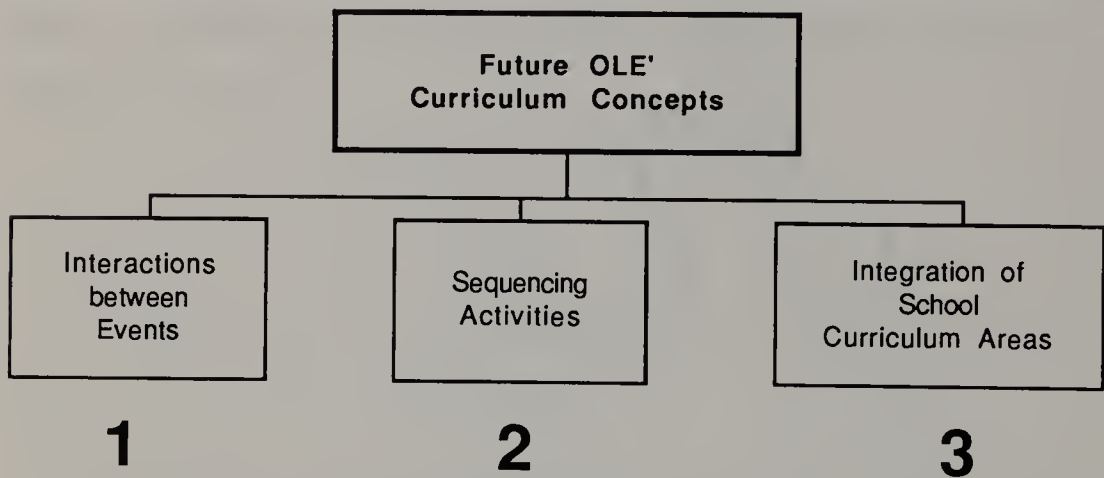 Future OLE'
Curriculum Concepts
Interactions
between
Events
Sequencing
Activities
Integration of
School
Curriculum Areas
1
2
3